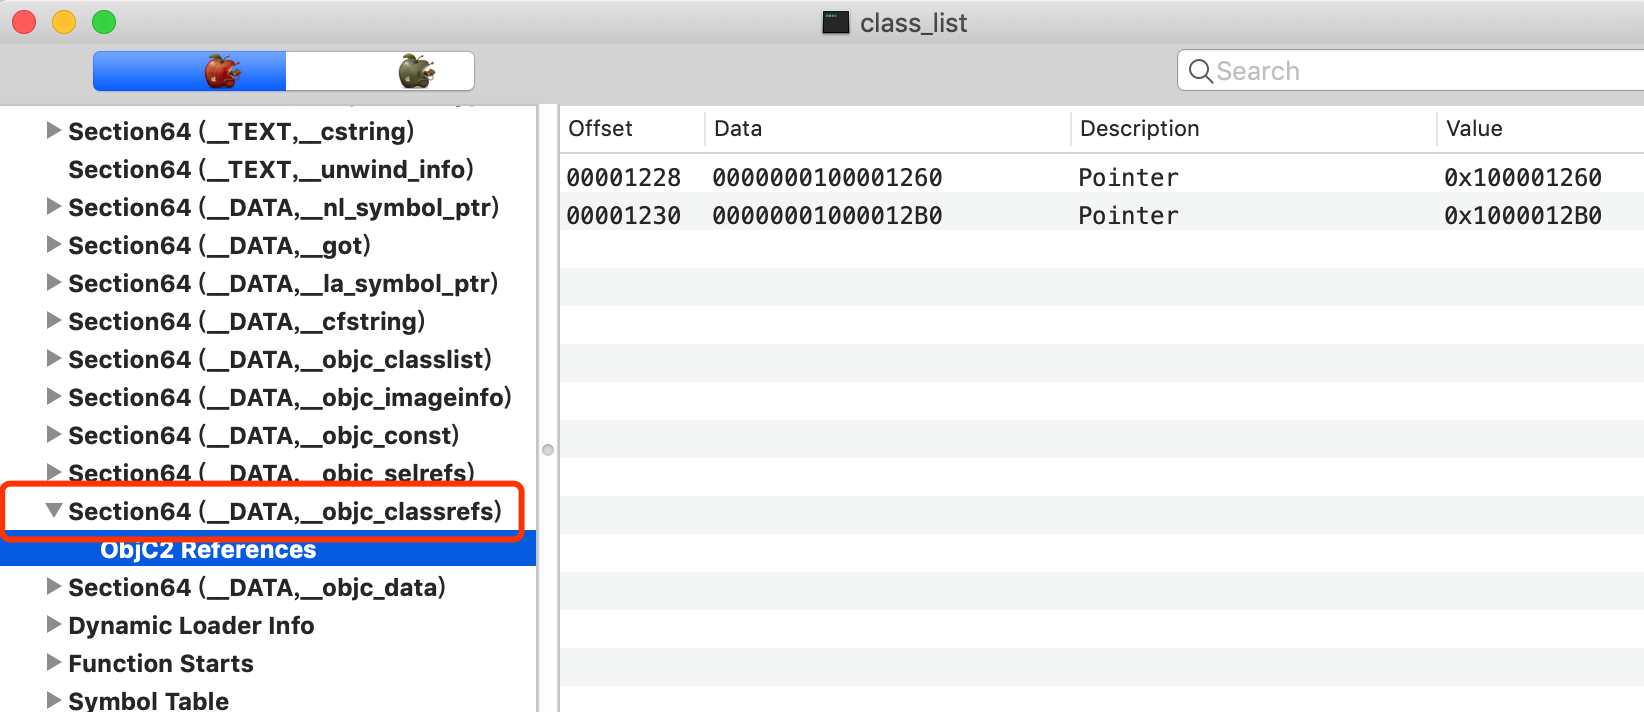 class_list
Search
Section64 (__TEXT,__cstring)
Section64 (__TEXT,__unwind_info)
Section64 (__DATA,__nl_symbol_ptr)
Section64 (__DATA,__got)
Section64 (__DATA,__la_symbol_ptr)
Section64 (__DATA,__cfstring)
Section64 (__DATA,__objc_classlist)
Section64 (__DATA,__objc_imageinfo)
Section64 (__DATA,__objc_const)
Section64 (__DATA,__objc_selrefs)
Section64 (__DATA,__objc_classrefs)
ObjC2 References
Section64 (__DATA,__objc_data)
Dynamic Loader Info
Function Starts
Symbol Table
Offset Data Description Value
00001228 0000000100001260 Pointer 0x100001260
00001230 00000001000012B0 Pointer 0x1000012B0